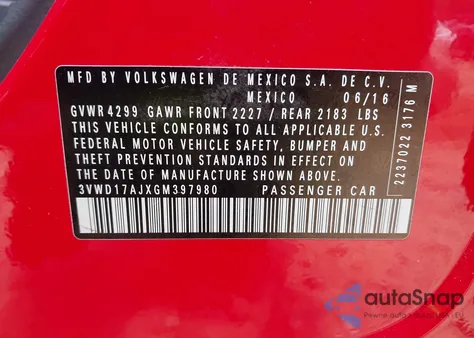 MFD BY VOLKSWAGEN DE MEXICO S.A. DE C.V.
MEXICO 06/16
GVWR 4299 GAWR FRONT 2227 / REAR 2183 LBS
THIS VEHICLE CONFORMS TO ALL APPLICABLE U.S.
FEDERAL MOTOR VEHICLE SAFETY, BUMPER AND
THEFT PREVENTION STANDARDS IN EFFECT ON
THE DATE OF MANUFACTURE SHOWN ABOVE.
3VWD17AJXGM397980 PASSENGER CAR
2237022 3176 M
autoSnap